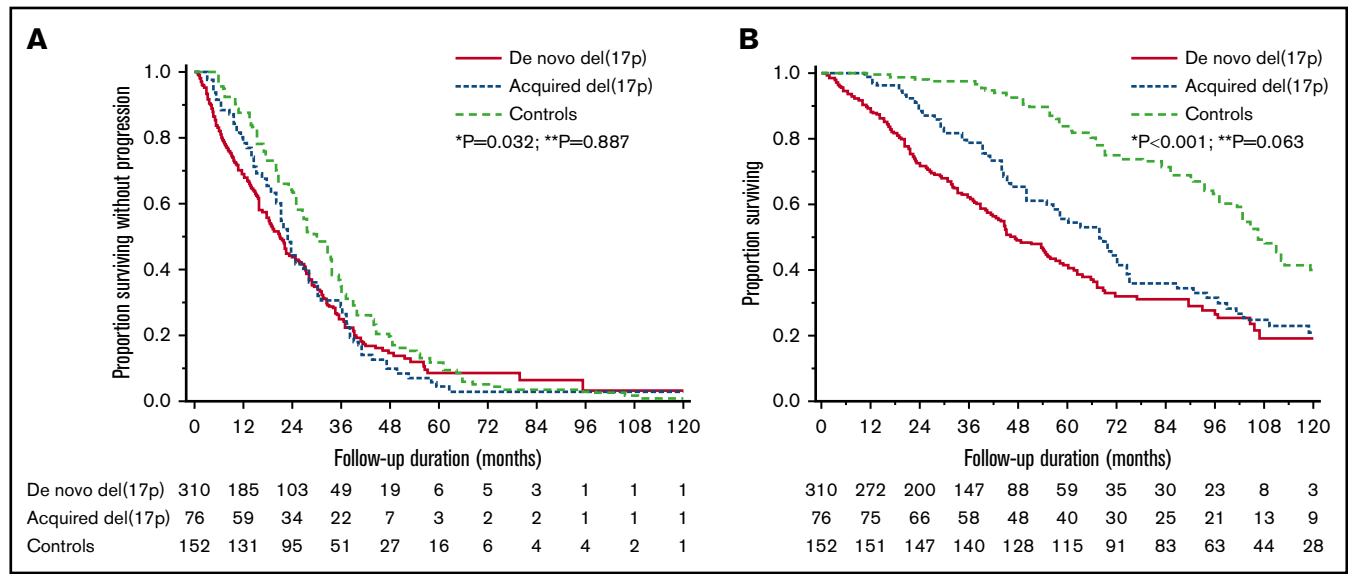 A
De novo del(17p)
Acquired del(17p)
Controls
*P=0.032; **P=0.887
Proportion surviving without progression
1.0
0.8
0.6
0.4
0.2
0.0
0 12 24 36 48 60 72 84 96 108 120
Follow-up duration (months)
De novo del(17p) 310 185 103 49 19 6 5 3 1 1 1
Acquired del(17p) 76 59 34 22 7 3 2 2 1 1 1
Controls 152 131 95 51 27 16 6 4 4 2 1
B
De novo del(17p)
Acquired del(17p)
Controls
*P<0.001; **P=0.063
Proportion surviving
1.0
0.8
0.6
0.4
0.2
0.0
0 12 24 36 48 60 72 84 96 108 120
Follow-up duration (months)
310 272 200 147 88 59 35 30 23 8 3
76 75 66 58 48 40 30 25 21 13 9
152 151 147 140 128 115 91 83 63 44 28